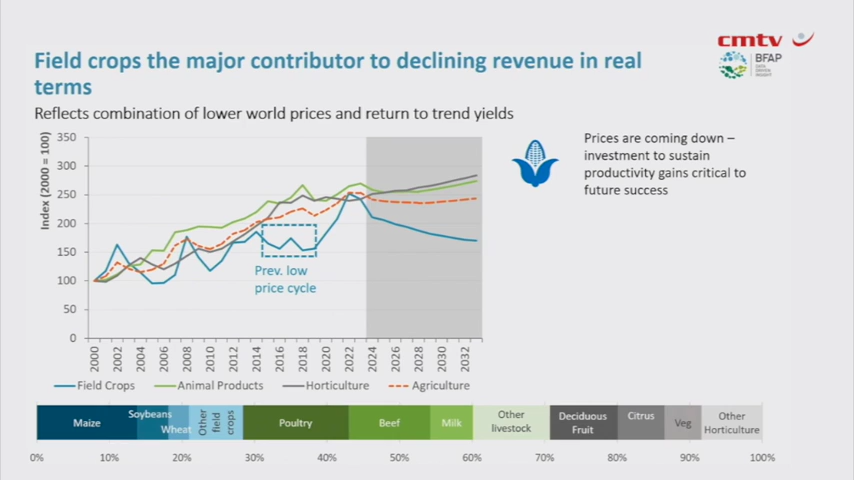 cmtv
BFAP
Field crops the major contributor to declining revenue in real
terms
Reflects combination of lower world prices and return to trend yields
Index (2000 = 100)
350
300
250
200
150
100
50
0
Prev. low
price cycle
2000 2002 2004 2006 2008 2010 2012 2014 2016 2018 2020 2022 2024 2026 2028 2030 2032
Field Crops Animal Products Horticulture Agriculture
Prices are coming down –
investment to sustain
productivity gains critical to
future success
Maize
Soybeans
Wheat
Other
field
crops
Poultry
Beef
Milk
Other
livestock
Deciduous
Fruit
Citrus
Veg
Other
Horticulture
0% 10% 20% 30% 40% 50% 60% 70% 80% 90% 100%